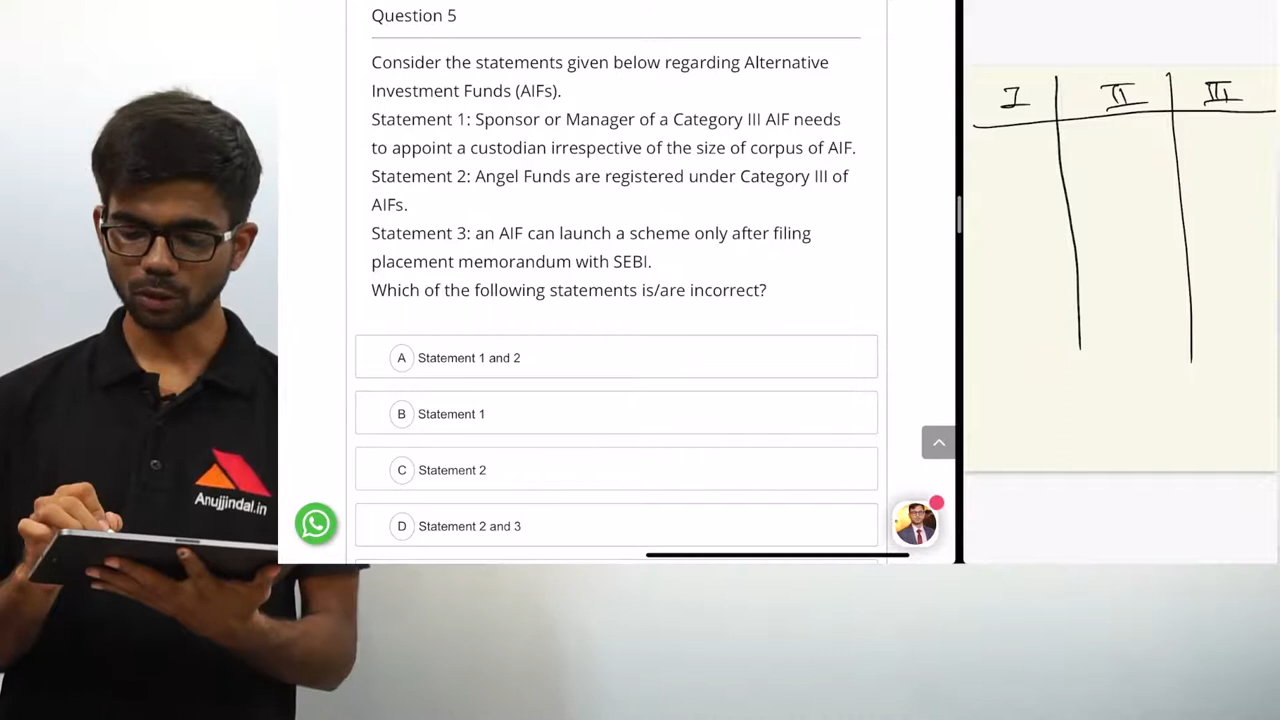 Question 5
Consider the statements given below regarding Alternative
Investment Funds (AIFs).
Statement 1: Sponsor or Manager of a Category III AIF needs
to appoint a custodian irrespective of the size of corpus of AIF.
Statement 2: Angel Funds are registered under Category III of
AIFs.
Statement 3: an AIF can launch a scheme only after filing
placement memorandum with SEBI.
Which of the following statements is/are incorrect?
A Statement 1 and 2
B Statement 1
C Statement 2
D Statement 2 and 3
I II III
Anujjindal.in